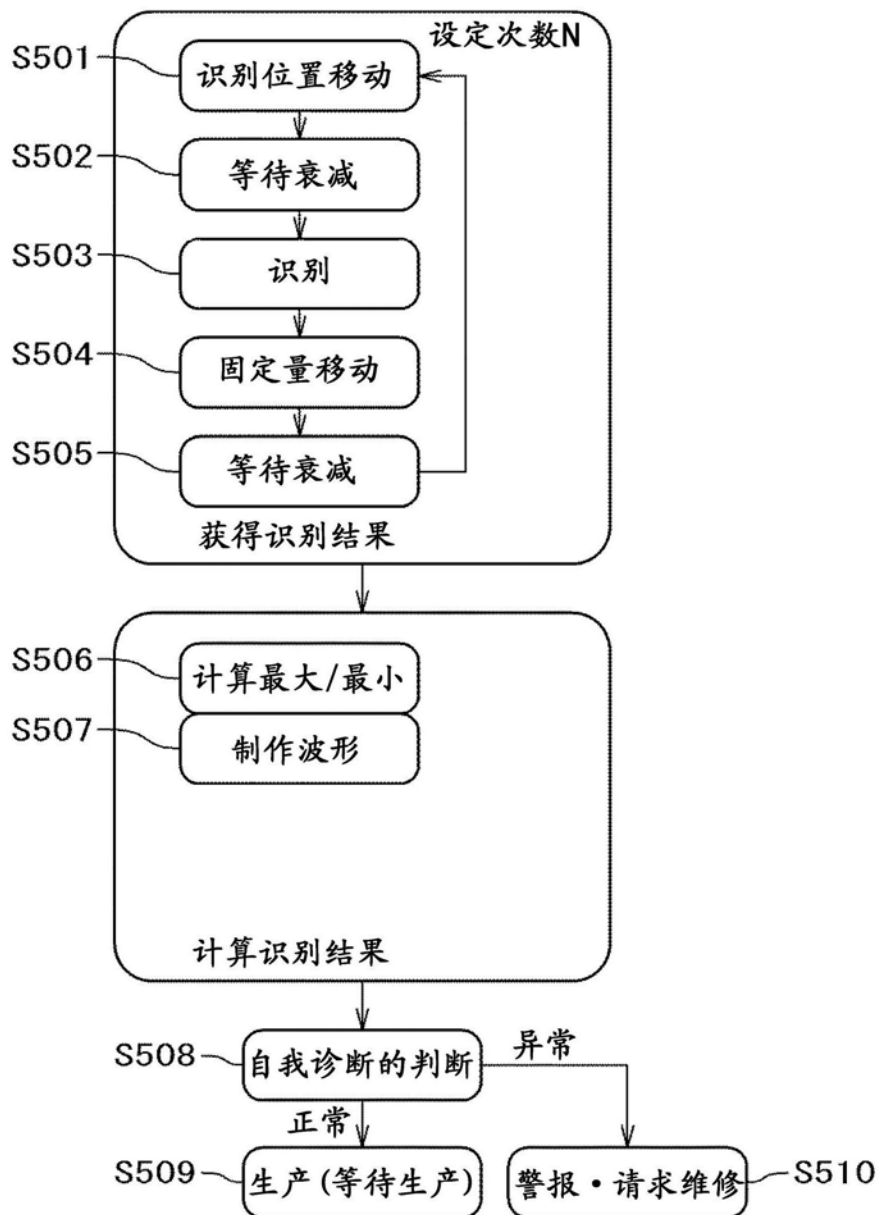 设定次数N
S501
识别位置移动
S502
等待衰减
S503
识别
S504
固定量移动
S505
等待衰减
获得识别结果
S506
计算最大/最小
S507
制作波形
计算识别结果
S508
自我诊断的判断
异常
正常
S509
生产(等待生产)
警报·请求维修
S510